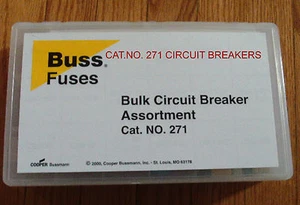 Buss® CAT.NO. 271 CIRCUIT BREAKERS
Fuses
Bulk Circuit Breaker
Assortment
Cat. NO. 271
COOPER Bussmann
© 2000, Cooper Bussmann, Inc. - St. Louis, MO 63178